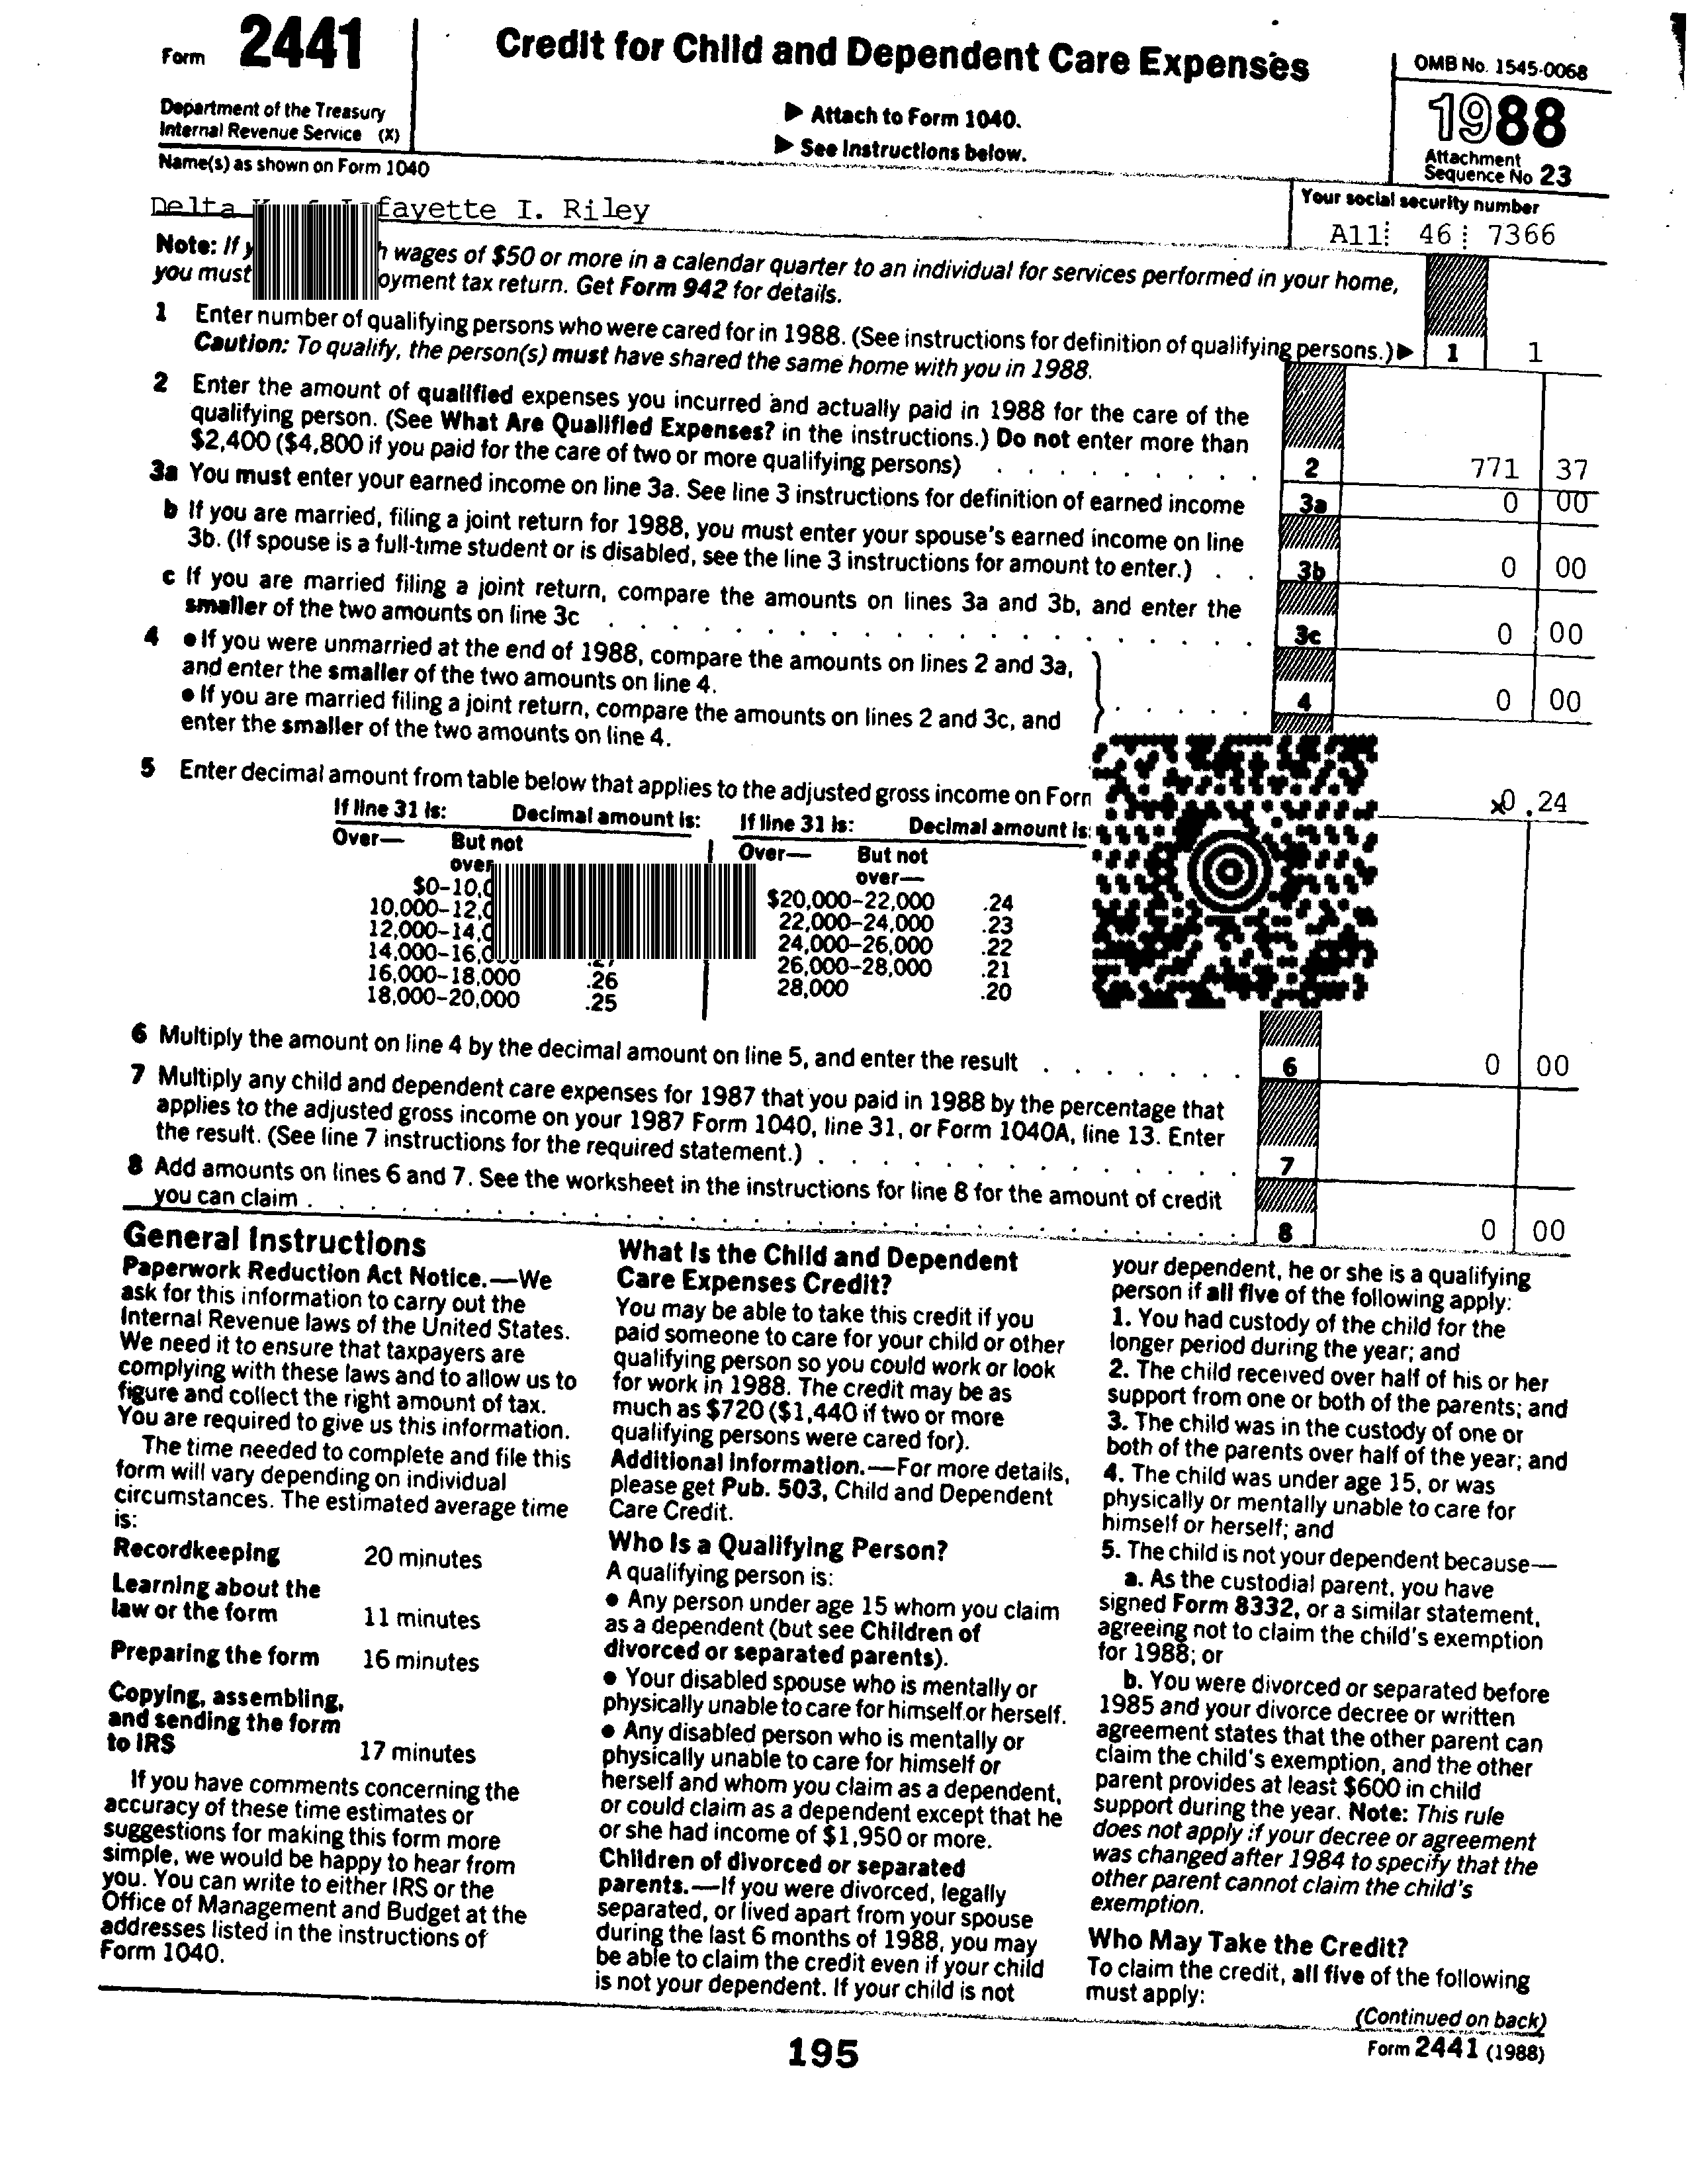 Form 2441
Credit for Child and Dependent Care Expenses
OMB No. 1545-0068
Department of the Treasury
Internal Revenue Service (X)
▶ Attach to Form 1040.
▶ See Instructions below.
1988
Attachment
Sequence No 23
Name(s) as shown on Form 1040
Delta fayette I. Riley
Your social security number
A11 46 7366
Note: If wages of $50 or more in a calendar quarter to an individual for services performed in your home,
you must oyment tax return. Get Form 942 for details.
1 Enter number of qualifying persons who were cared for in 1988. (See instructions for definition of qualifying persons.) ▶ 1 1
Caution: To qualify, the person(s) must have shared the same home with you in 1988.
2 Enter the amount of qualified expenses you incurred and actually paid in 1988 for the care of the
qualifying person. (See What Are Qualified Expenses? in the instructions.) Do not enter more than
$2,400 ($4,800 if you paid for the care of two or more qualifying persons) . . . . . . . . . 2 771 37
3a You must enter your earned income on line 3a. See line 3 instructions for definition of earned income 3a 0 00
b If you are married, filing a joint return for 1988, you must enter your spouse's earned income on line
3b. (If spouse is a full-time student or is disabled, see the line 3 instructions for amount to enter.) . . 3b 0 00
c If you are married filing a joint return, compare the amounts on lines 3a and 3b, and enter the
smaller of the two amounts on line 3c . . . . . . . . . . . . . . . . 3c 0 00
4 ● If you were unmarried at the end of 1988, compare the amounts on lines 2 and 3a,
and enter the smaller of the two amounts on line 4.
● If you are married filing a joint return, compare the amounts on lines 2 and 3c, and
enter the smaller of the two amounts on line 4.
. . . . . 4 0 00
5 Enter decimal amount from table below that applies to the adjusted gross income on Form
x0 .24
If line 31 is: Decimal amount is:
Over— But not
over
$0–10,0
10,000–12,0
12,000–14,0
14,000–16,0
16,000–18,000 .26
18,000–20,000 .25
If line 31 is: Decimal amount is:
Over— But not
over—
$20,000–22,000 .24
22,000–24,000 .23
24,000–26,000 .22
26,000–28,000 .21
28,000 .20
6 Multiply the amount on line 4 by the decimal amount on line 5, and enter the result . . . . . . . 6 0 00
7 Multiply any child and dependent care expenses for 1987 that you paid in 1988 by the percentage that
applies to the adjusted gross income on your 1987 Form 1040, line 31, or Form 1040A, line 13. Enter
the result. (See line 7 instructions for the required statement.) . . . . . . . . . . . . . . 7
8 Add amounts on lines 6 and 7. See the worksheet in the instructions for line 8 for the amount of credit
you can claim . . . . . . . . . . . . . . . . . . . . . . . . . . 8 0 00
General Instructions
Paperwork Reduction Act Notice.—We
ask for this information to carry out the
Internal Revenue laws of the United States.
We need it to ensure that taxpayers are
complying with these laws and to allow us to
figure and collect the right amount of tax.
You are required to give us this information.
The time needed to complete and file this
form will vary depending on individual
circumstances. The estimated average time
is:
Recordkeeping 20 minutes
Learning about the
law or the form 11 minutes
Preparing the form 16 minutes
Copying, assembling,
and sending the form
to IRS 17 minutes
If you have comments concerning the
accuracy of these time estimates or
suggestions for making this form more
simple, we would be happy to hear from
you. You can write to either IRS or the
Office of Management and Budget at the
addresses listed in the instructions of
Form 1040.
What Is the Child and Dependent
Care Expenses Credit?
You may be able to take this credit if you
paid someone to care for your child or other
qualifying person so you could work or look
for work in 1988. The credit may be as
much as $720 ($1,440 if two or more
qualifying persons were cared for).
Additional Information.—For more details,
please get Pub. 503, Child and Dependent
Care Credit.
Who Is a Qualifying Person?
A qualifying person is:
● Any person under age 15 whom you claim
as a dependent (but see Children of
divorced or separated parents).
● Your disabled spouse who is mentally or
physically unable to care for himself or herself.
● Any disabled person who is mentally or
physically unable to care for himself or
herself and whom you claim as a dependent,
or could claim as a dependent except that he
or she had income of $1,950 or more.
Children of divorced or separated
parents.—If you were divorced, legally
separated, or lived apart from your spouse
during the last 6 months of 1988, you may
be able to claim the credit even if your child
is not your dependent. If your child is not
your dependent, he or she is a qualifying
person if all five of the following apply:
1. You had custody of the child for the
longer period during the year; and
2. The child received over half of his or her
support from one or both of the parents; and
3. The child was in the custody of one or
both of the parents over half of the year; and
4. The child was under age 15, or was
physically or mentally unable to care for
himself or herself; and
5. The child is not your dependent because—
a. As the custodial parent, you have
signed Form 8332, or a similar statement,
agreeing not to claim the child's exemption
for 1988; or
b. You were divorced or separated before
1985 and your divorce decree or written
agreement states that the other parent can
claim the child's exemption, and the other
parent provides at least $600 in child
support during the year. Note: This rule
does not apply if your decree or agreement
was changed after 1984 to specify that the
other parent cannot claim the child's
exemption.
Who May Take the Credit?
To claim the credit, all five of the following
must apply:
(Continued on back)
195
Form 2441 (1988)